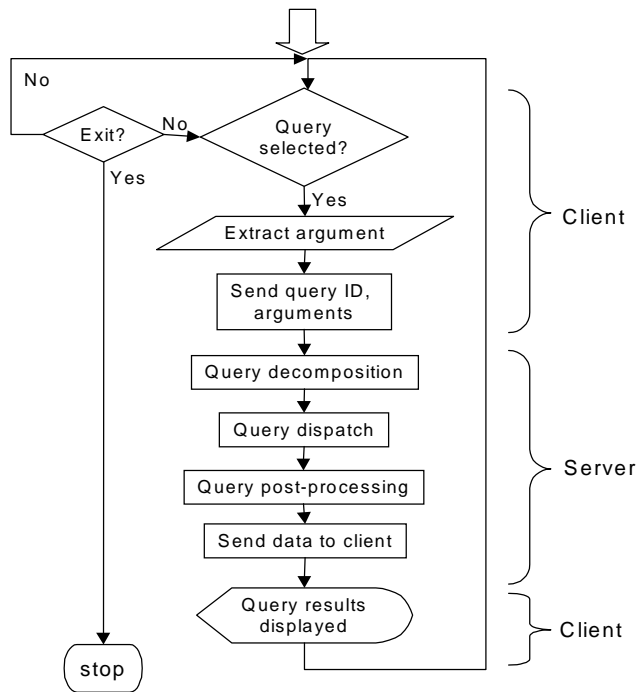 No
Exit?
No
Query
selected?
Yes
Yes
Extract argument
Client
Send query ID,
arguments
Query decomposition
Query dispatch
Server
Query post-processing
Send data to client
Query results
displayed
Client
stop